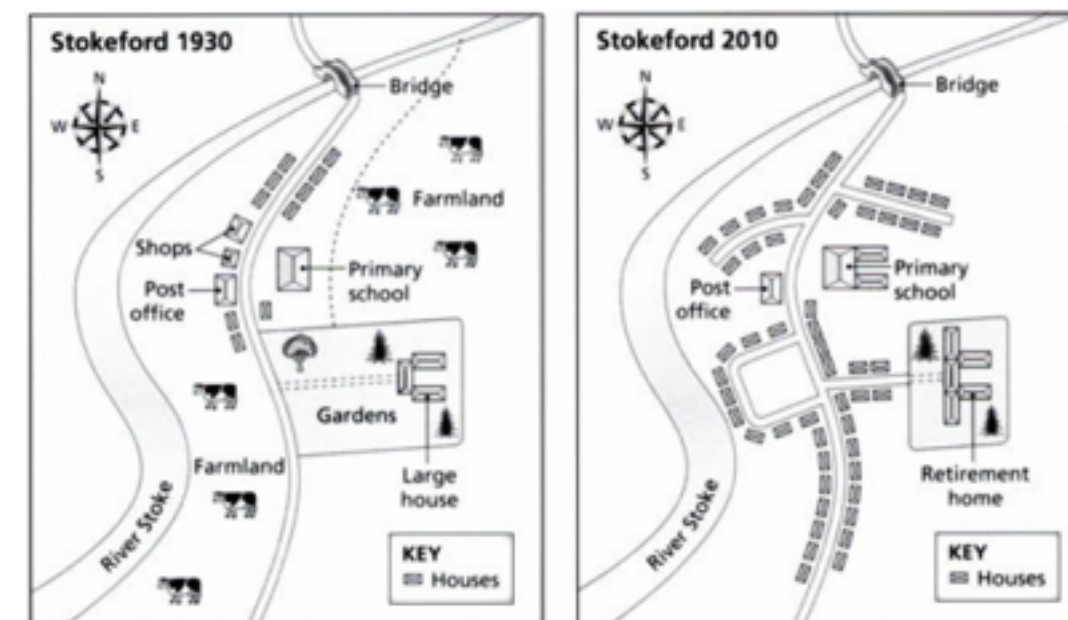 Stokeford 1930
N
W
E
S
Bridge
Farmland
Shops
Primary
school
Post
office
Gardens
Farmland
Large
house
River Stoke
KEY
Houses
Stokeford 2010
N
W
E
S
Bridge
Primary
school
Post
office
Retirement
home
River Stoke
KEY
Houses